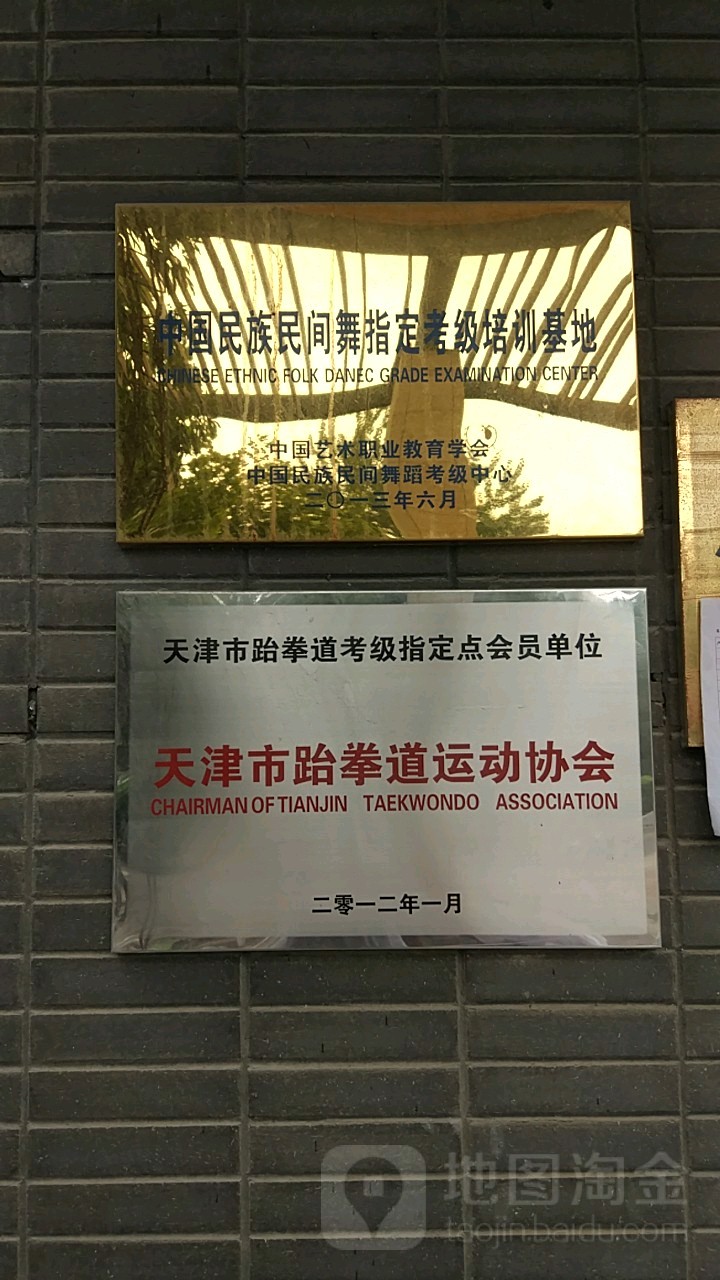 中国民族民间舞指定考级培训基地
CHINESE ETHNIC FOLK DANEC GRADE EXAMINATION CENTER
中国艺术职业教育学会
中国民族民间舞蹈考级中心
二〇一三年六月
天津市跆拳道考级指定点会员单位
天津市跆拳道运动协会
CHAIRMAN OF TIANJIN TAEKWONDO ASSOCIATION
二零一二年一月
地图淘金
taojin.baidu.com